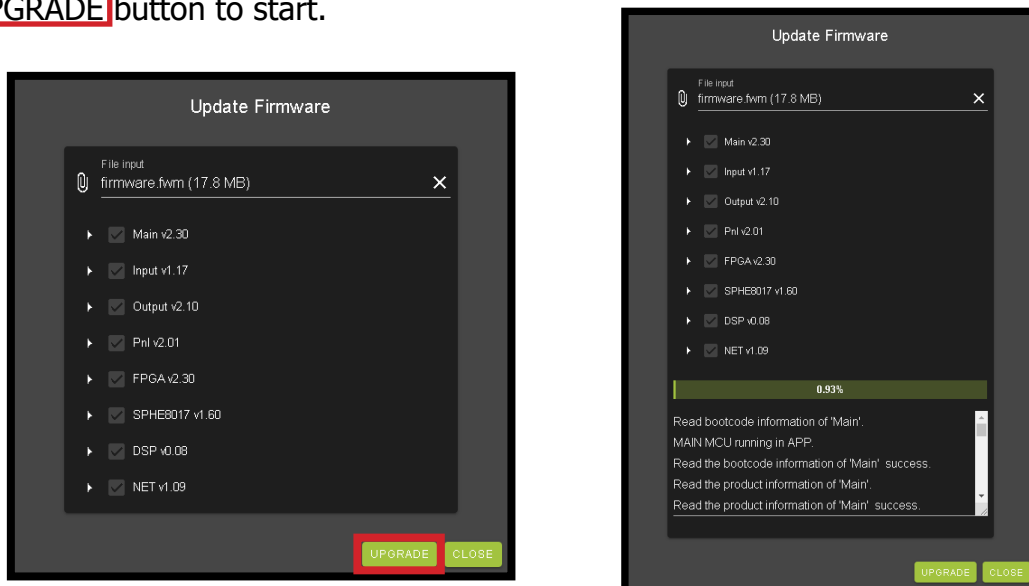 PGRADE button to start.
Update Firmware
File input
firmware.fwm (17.8 MB)
Main v2.30
Input v1.17
Output v2.10
Pnl v2.01
FPGA v2.30
SPHE8017 v1.60
DSP v0.08
NET v1.09
UPGRADE CLOSE
Update Firmware
File input
firmware.fwm (17.8 MB)
Main v2.30
Input v1.17
Output v2.10
Pnl v2.01
FPGA v2.30
SPHE8017 v1.60
DSP v0.08
NET v1.09
0.93%
Read bootcode information of 'Main'.
MAIN MCU running in APP.
Read the bootcode information of 'Main' success.
Read the product information of 'Main'.
Read the product information of 'Main' success.
UPGRADE CLOSE